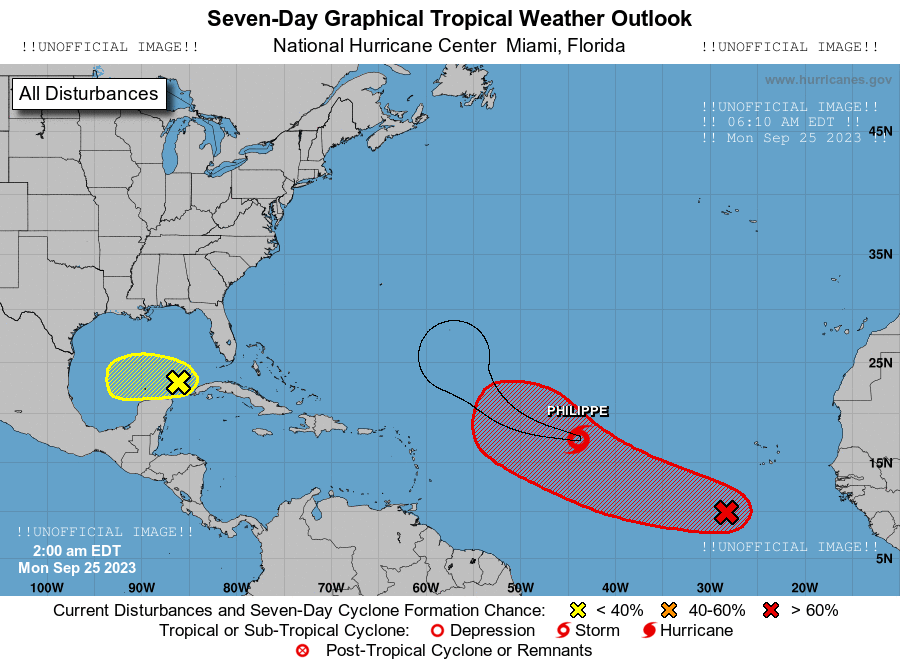 Seven-Day Graphical Tropical Weather Outlook
!!UNOFFICIAL IMAGE!! National Hurricane Center Miami, Florida !!UNOFFICIAL IMAGE!!
www.hurricanes.gov
All Disturbances
!!UNOFFICIAL IMAGE!!
!! 06:10 AM EDT !!
45N
!! Mon Sep 25 2023 !!
35N
25N
PHILIPPE
15N
!!UNOFFICIAL IMAGE!!
!!UNOFFICIAL IMAGE!!
2:00 am EDT
5N
Mon Sep 25 2023
100W 90W 80W 70W 60W 50W 40W 30W 20W
Current Disturbances and Seven-Day Cyclone Formation Chance: < 40% 40-60% > 60%
Tropical or Sub-Tropical Cyclone: Depression Storm Hurricane
Post-Tropical Cyclone or Remnants